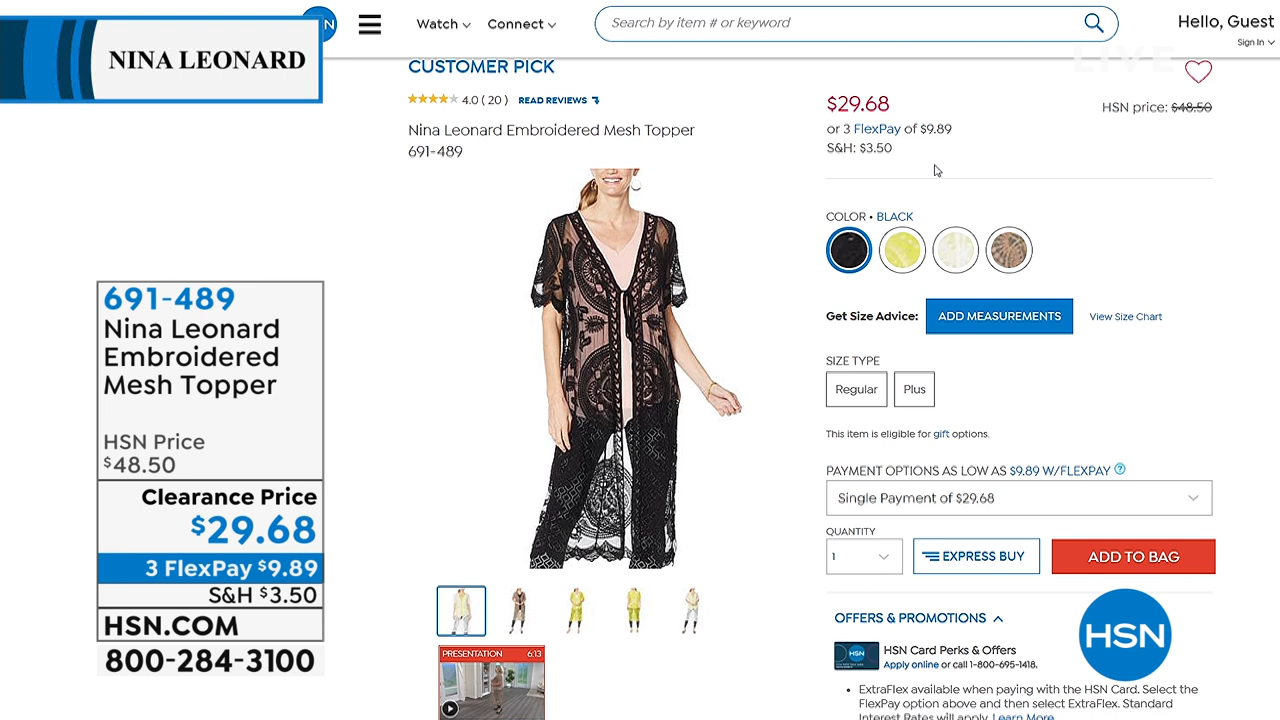 NINA LEONARD
N
Watch
Connect
Search by item # or keyword
Hello, Guest
Sign In
LIVE
CUSTOMER PICK
4.0 ( 20 ) READ REVIEWS
Nina Leonard Embroidered Mesh Topper
691-489
$29.68
HSN price: $48.50
or 3 FlexPay of $9.89
S&H: $3.50
COLOR • BLACK
Get Size Advice: ADD MEASUREMENTS View Size Chart
SIZE TYPE
Regular Plus
This item is eligible for gift options.
PAYMENT OPTIONS AS LOW AS $9.89 W/FLEXPAY ?
Single Payment of $29.68
QUANTITY
1
EXPRESS BUY
ADD TO BAG
OFFERS & PROMOTIONS
HSN
HSN
HSN Card Perks & Offers
Apply online or call 1-800-695-1418.
• ExtraFlex available when paying with the HSN Card. Select the
FlexPay option above and then select ExtraFlex. Standard
Interest Rates will apply. Learn More
PRESENTATION 6:13
691-489
Nina Leonard
Embroidered
Mesh Topper
HSN Price
$48.50
Clearance Price
$29.68
3 FlexPay $9.89
S&H $3.50
HSN.COM
800-284-3100